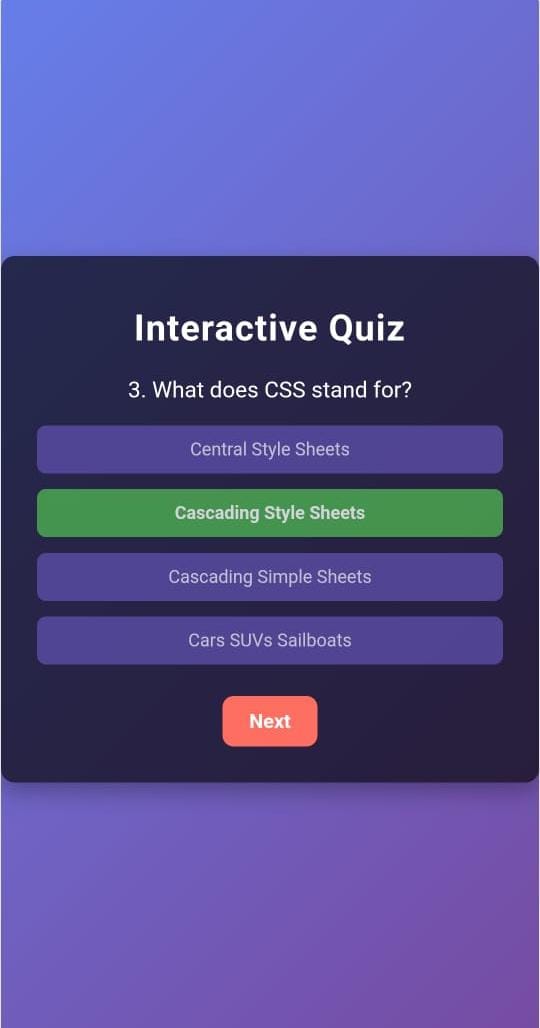 Interactive Quiz
3. What does CSS stand for?
Central Style Sheets
Cascading Style Sheets
Cascading Simple Sheets
Cars SUVs Sailboats
Next